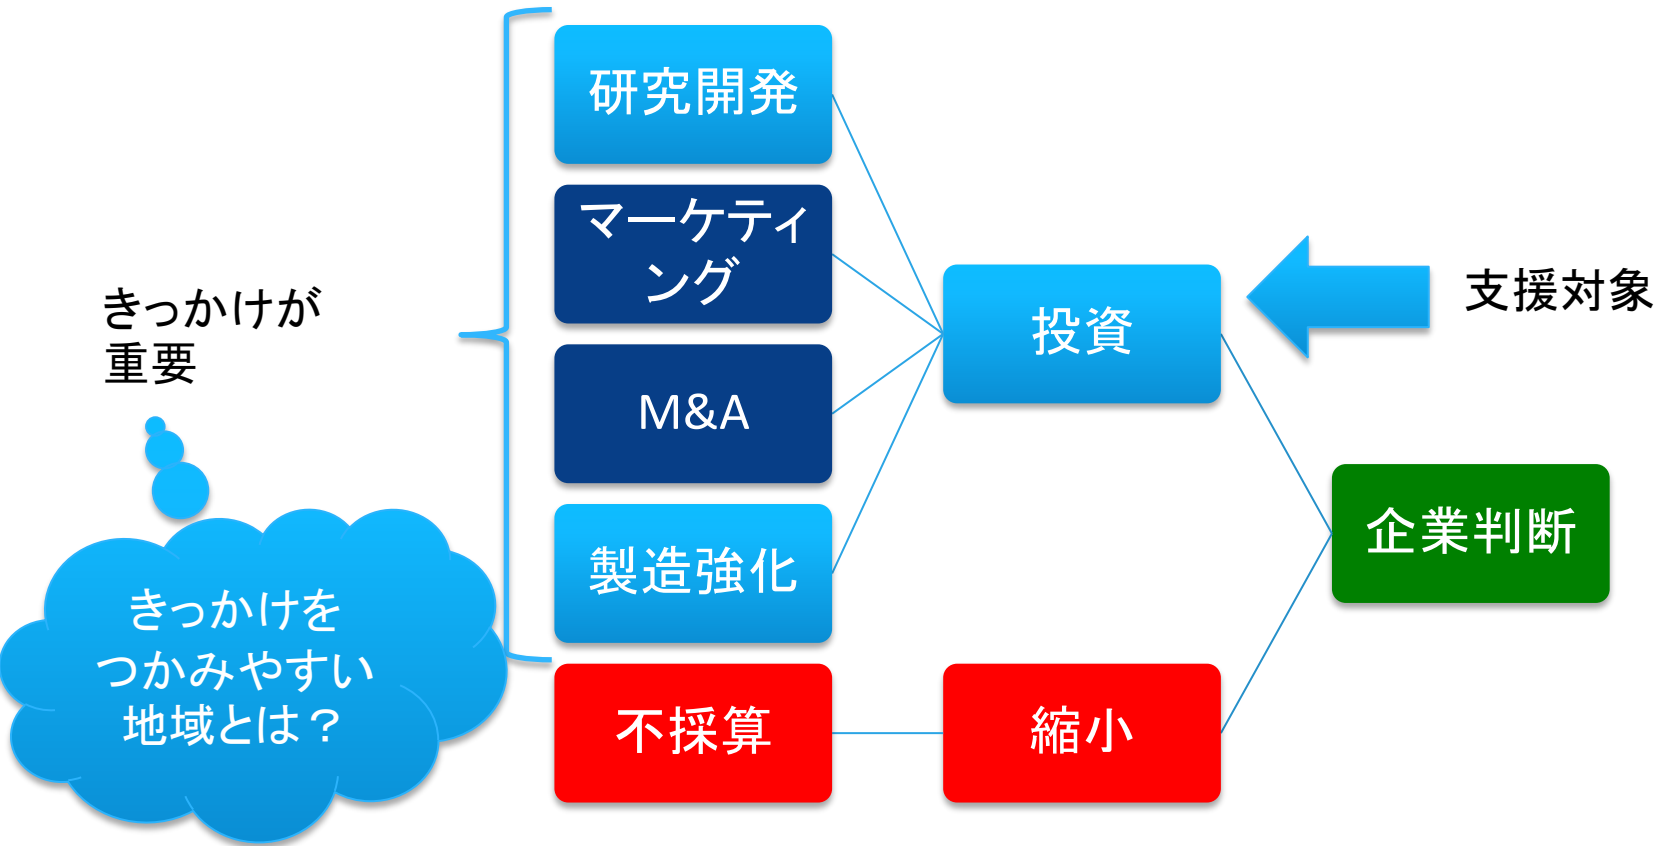 研究開発
マーケティ
ング
M&A
製造強化
不採算
投資
縮小
企業判断
支援対象
きっかけが
重要
きっかけを
つかみやすい
地域とは？